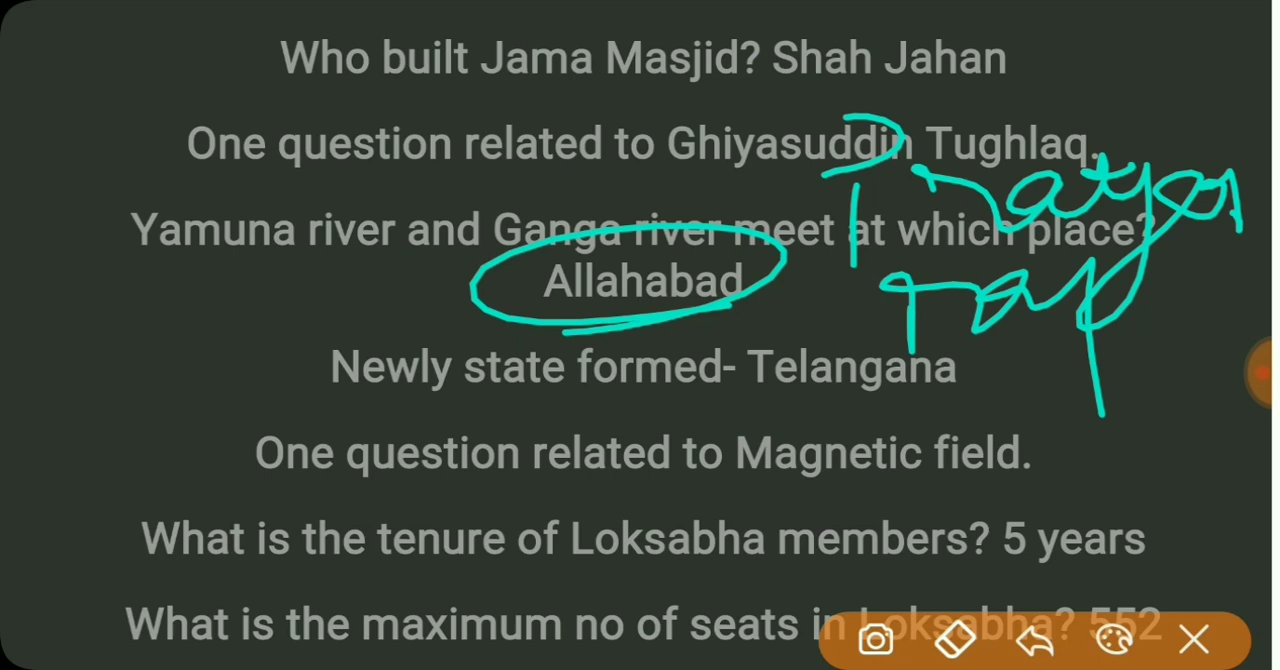 Who built Jama Masjid? Shah Jahan
One question related to Ghiyasuddin Tughlaq.
Yamuna river and Ganga river meet at which place?
Allahabad
Prayag
raj
Newly state formed- Telangana
One question related to Magnetic field.
What is the tenure of Loksabha members? 5 years
What is the maximum no of seats in Loksabha? 552